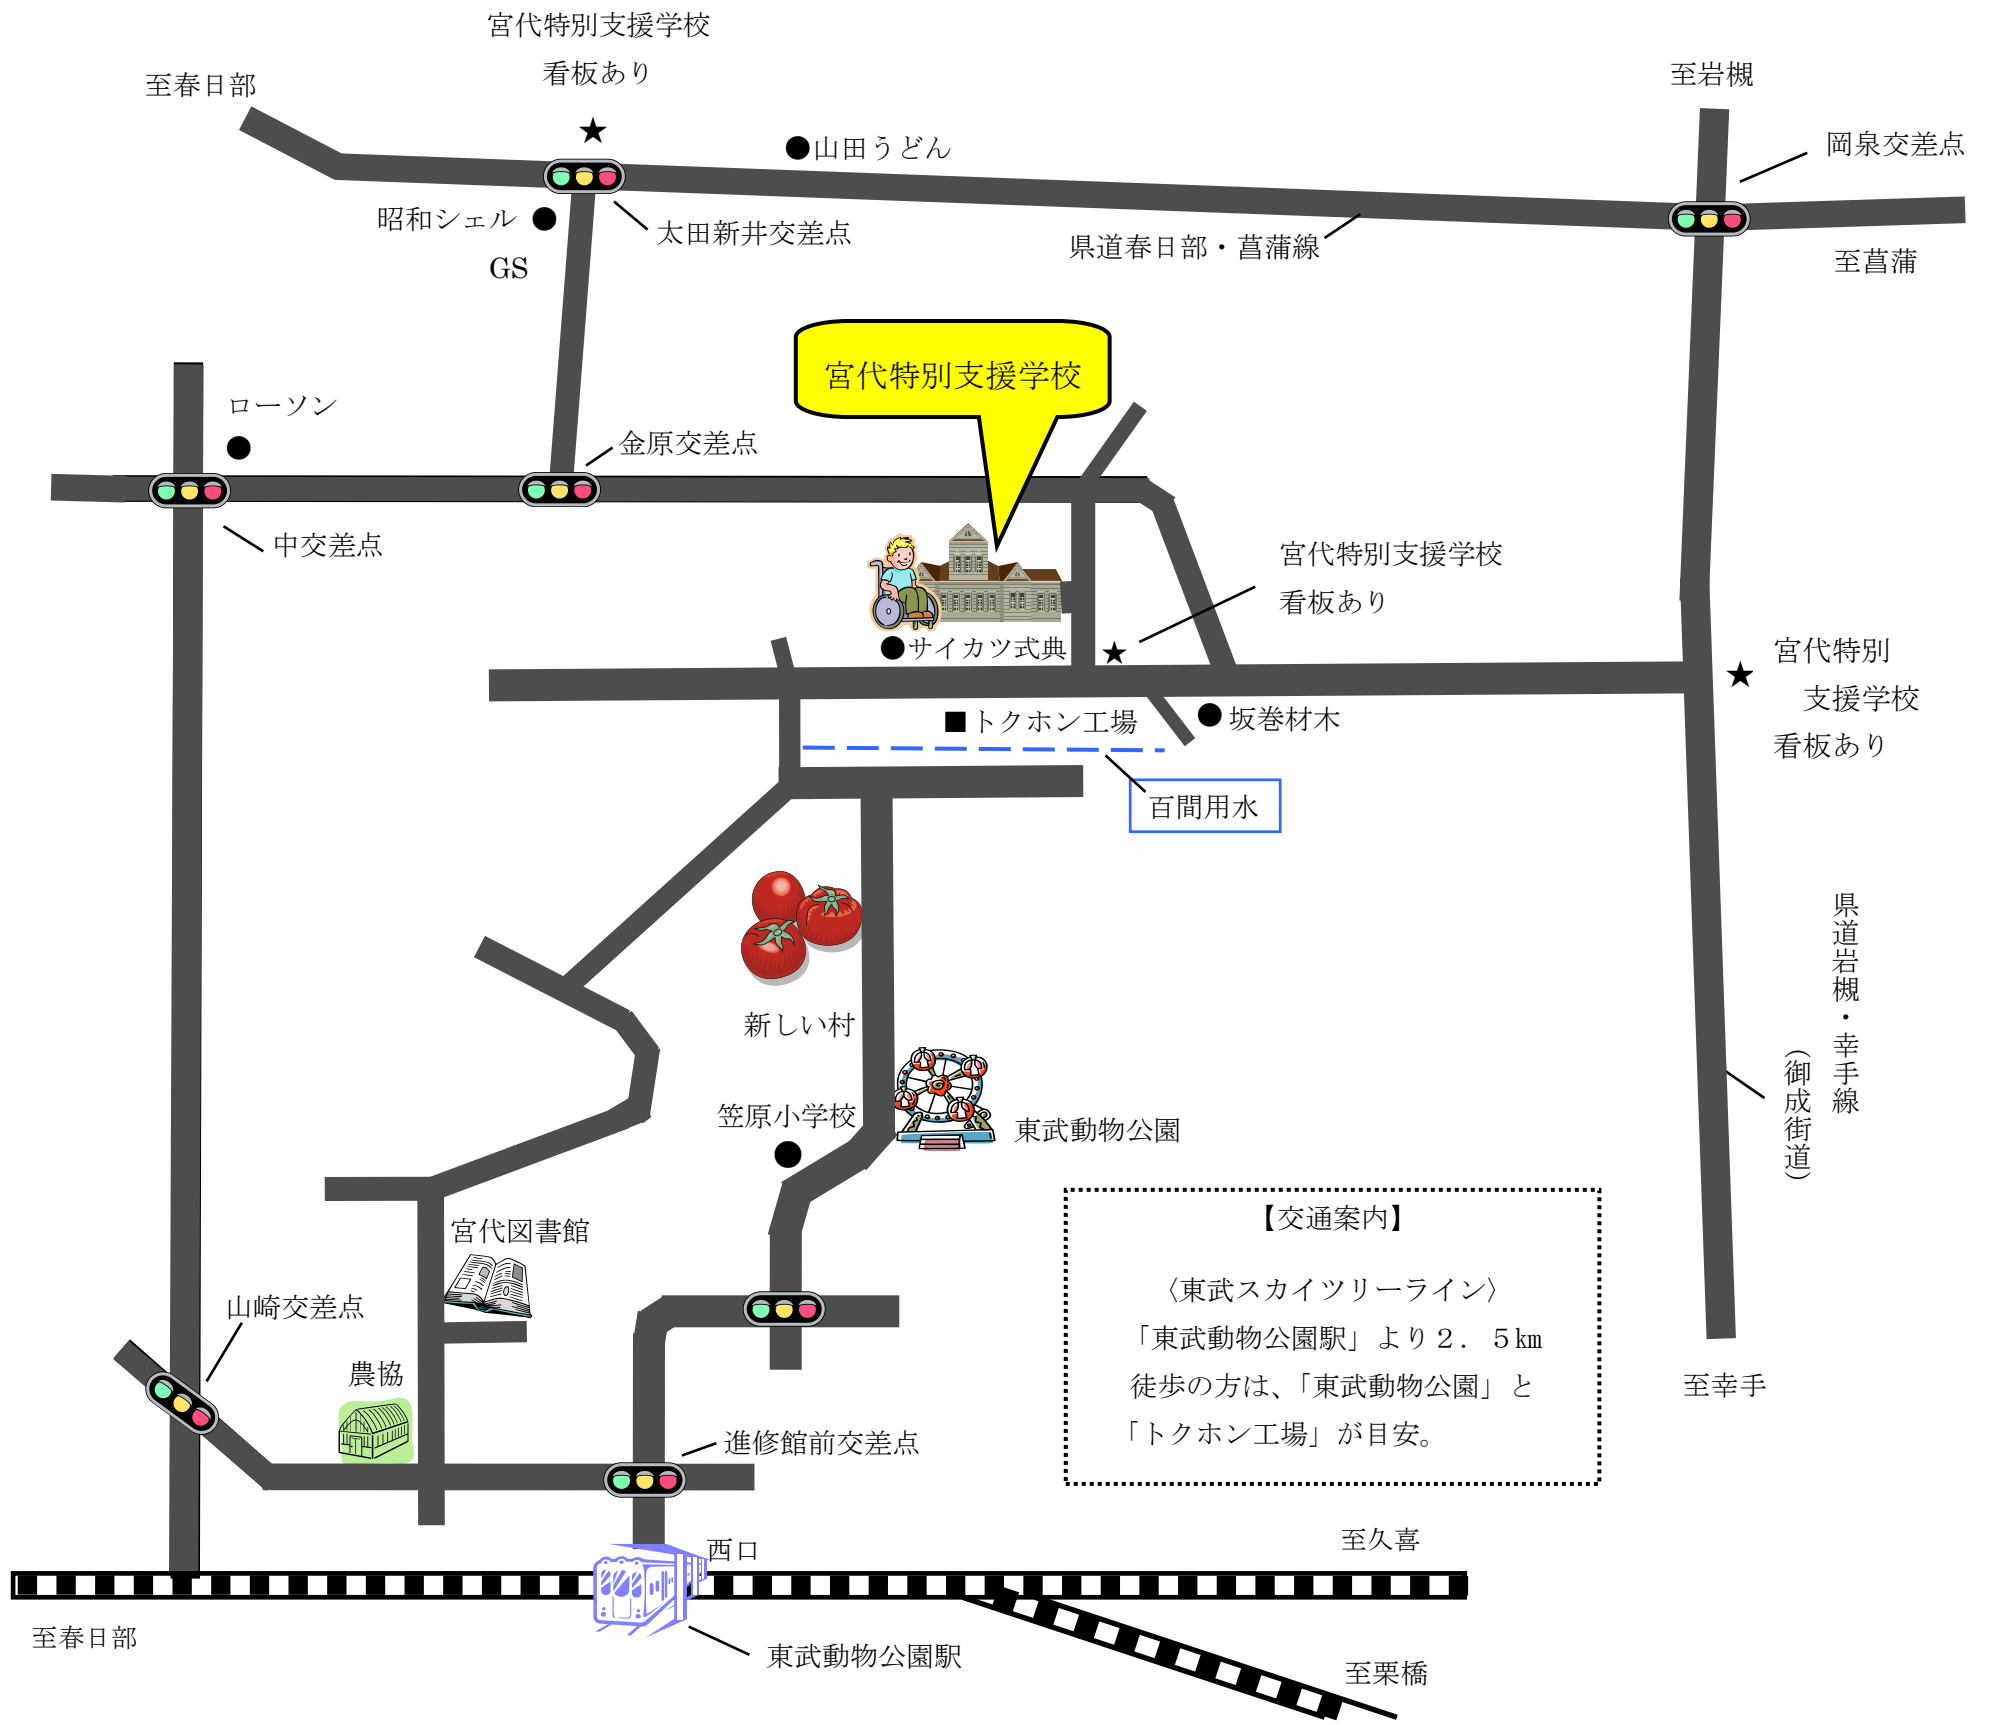 宮代特別支援学校
看板あり
至春日部
至岩槻
岡泉交差点
●山田うどん
昭和シェル
GS
太田新井交差点
県道春日部・菖蒲線
至菖蒲
宮代特別支援学校
ローソン
金原交差点
中交差点
宮代特別支援学校
看板あり
●サイカツ式典
宮代特別
支援学校
看板あり
■トクホン工場
坂巻材木
百間用水
県道岩槻・幸手線
（御成街道）
新しい村
笠原小学校
東武動物公園
宮代図書館
山崎交差点
農協
進修館前交差点
【交通案内】
〈東武スカイツリーライン〉
「東武動物公園駅」より２．５㎞
徒歩の方は、「東武動物公園」と
「トクホン工場」が目安。
至幸手
西口
至久喜
至春日部
東武動物公園駅
至栗橋